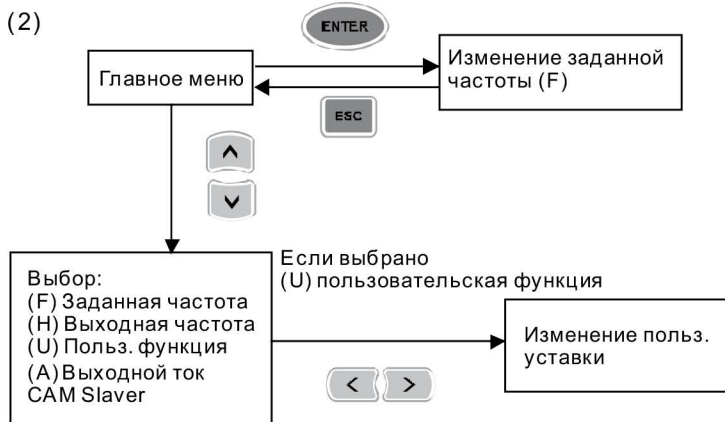 (2)
ENTER
Главное меню
Изменение заданной
частоты (F)
ESC
Если выбрано
(U) пользовательская функция
Выбор:
(F) Заданная частота
(H) Выходная частота
(U) Польз. функция
(A) Выходной ток
CAM Slaver
Изменение польз.
уставки